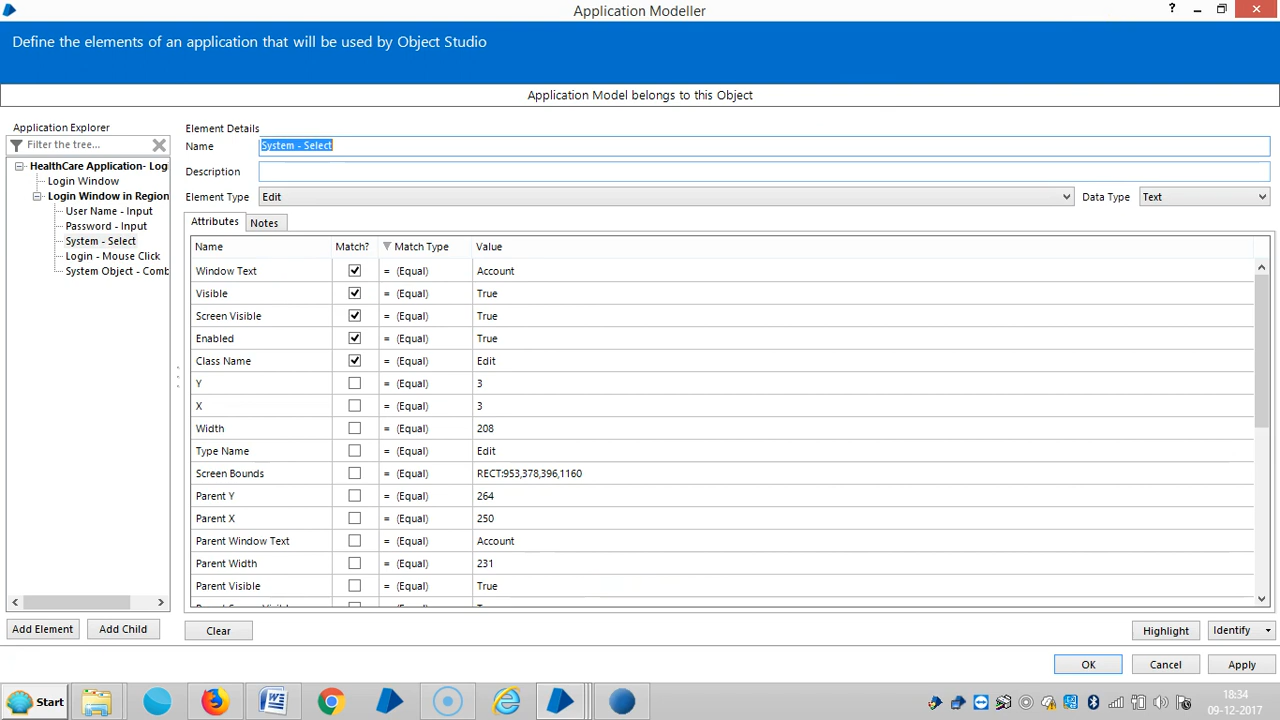 Application Modeller
?
Define the elements of an application that will be used by Object Studio
Application Model belongs to this Object
Application Explorer
Filter the tree...
HealthCare Application- Logi
Login Window
Login Window in Region
User Name - Input
Password - Input
System - Select
Login - Mouse Click
System Object - Comb
Element Details
Name System - Select
Description
Element Type Edit Data Type Text
Attributes Notes
Name Match? Match Type Value
Window Text = (Equal) Account
Visible = (Equal) True
Screen Visible = (Equal) True
Enabled = (Equal) True
Class Name = (Equal) Edit
Y = (Equal) 3
X = (Equal) 3
Width = (Equal) 208
Type Name = (Equal) Edit
Screen Bounds = (Equal) RECT:953,378,396,1160
Parent Y = (Equal) 264
Parent X = (Equal) 250
Parent Window Text = (Equal) Account
Parent Width = (Equal) 231
Parent Visible = (Equal) True
Add Element Add Child Clear Highlight Identify
OK Cancel Apply
Start
18:34
09-12-2017